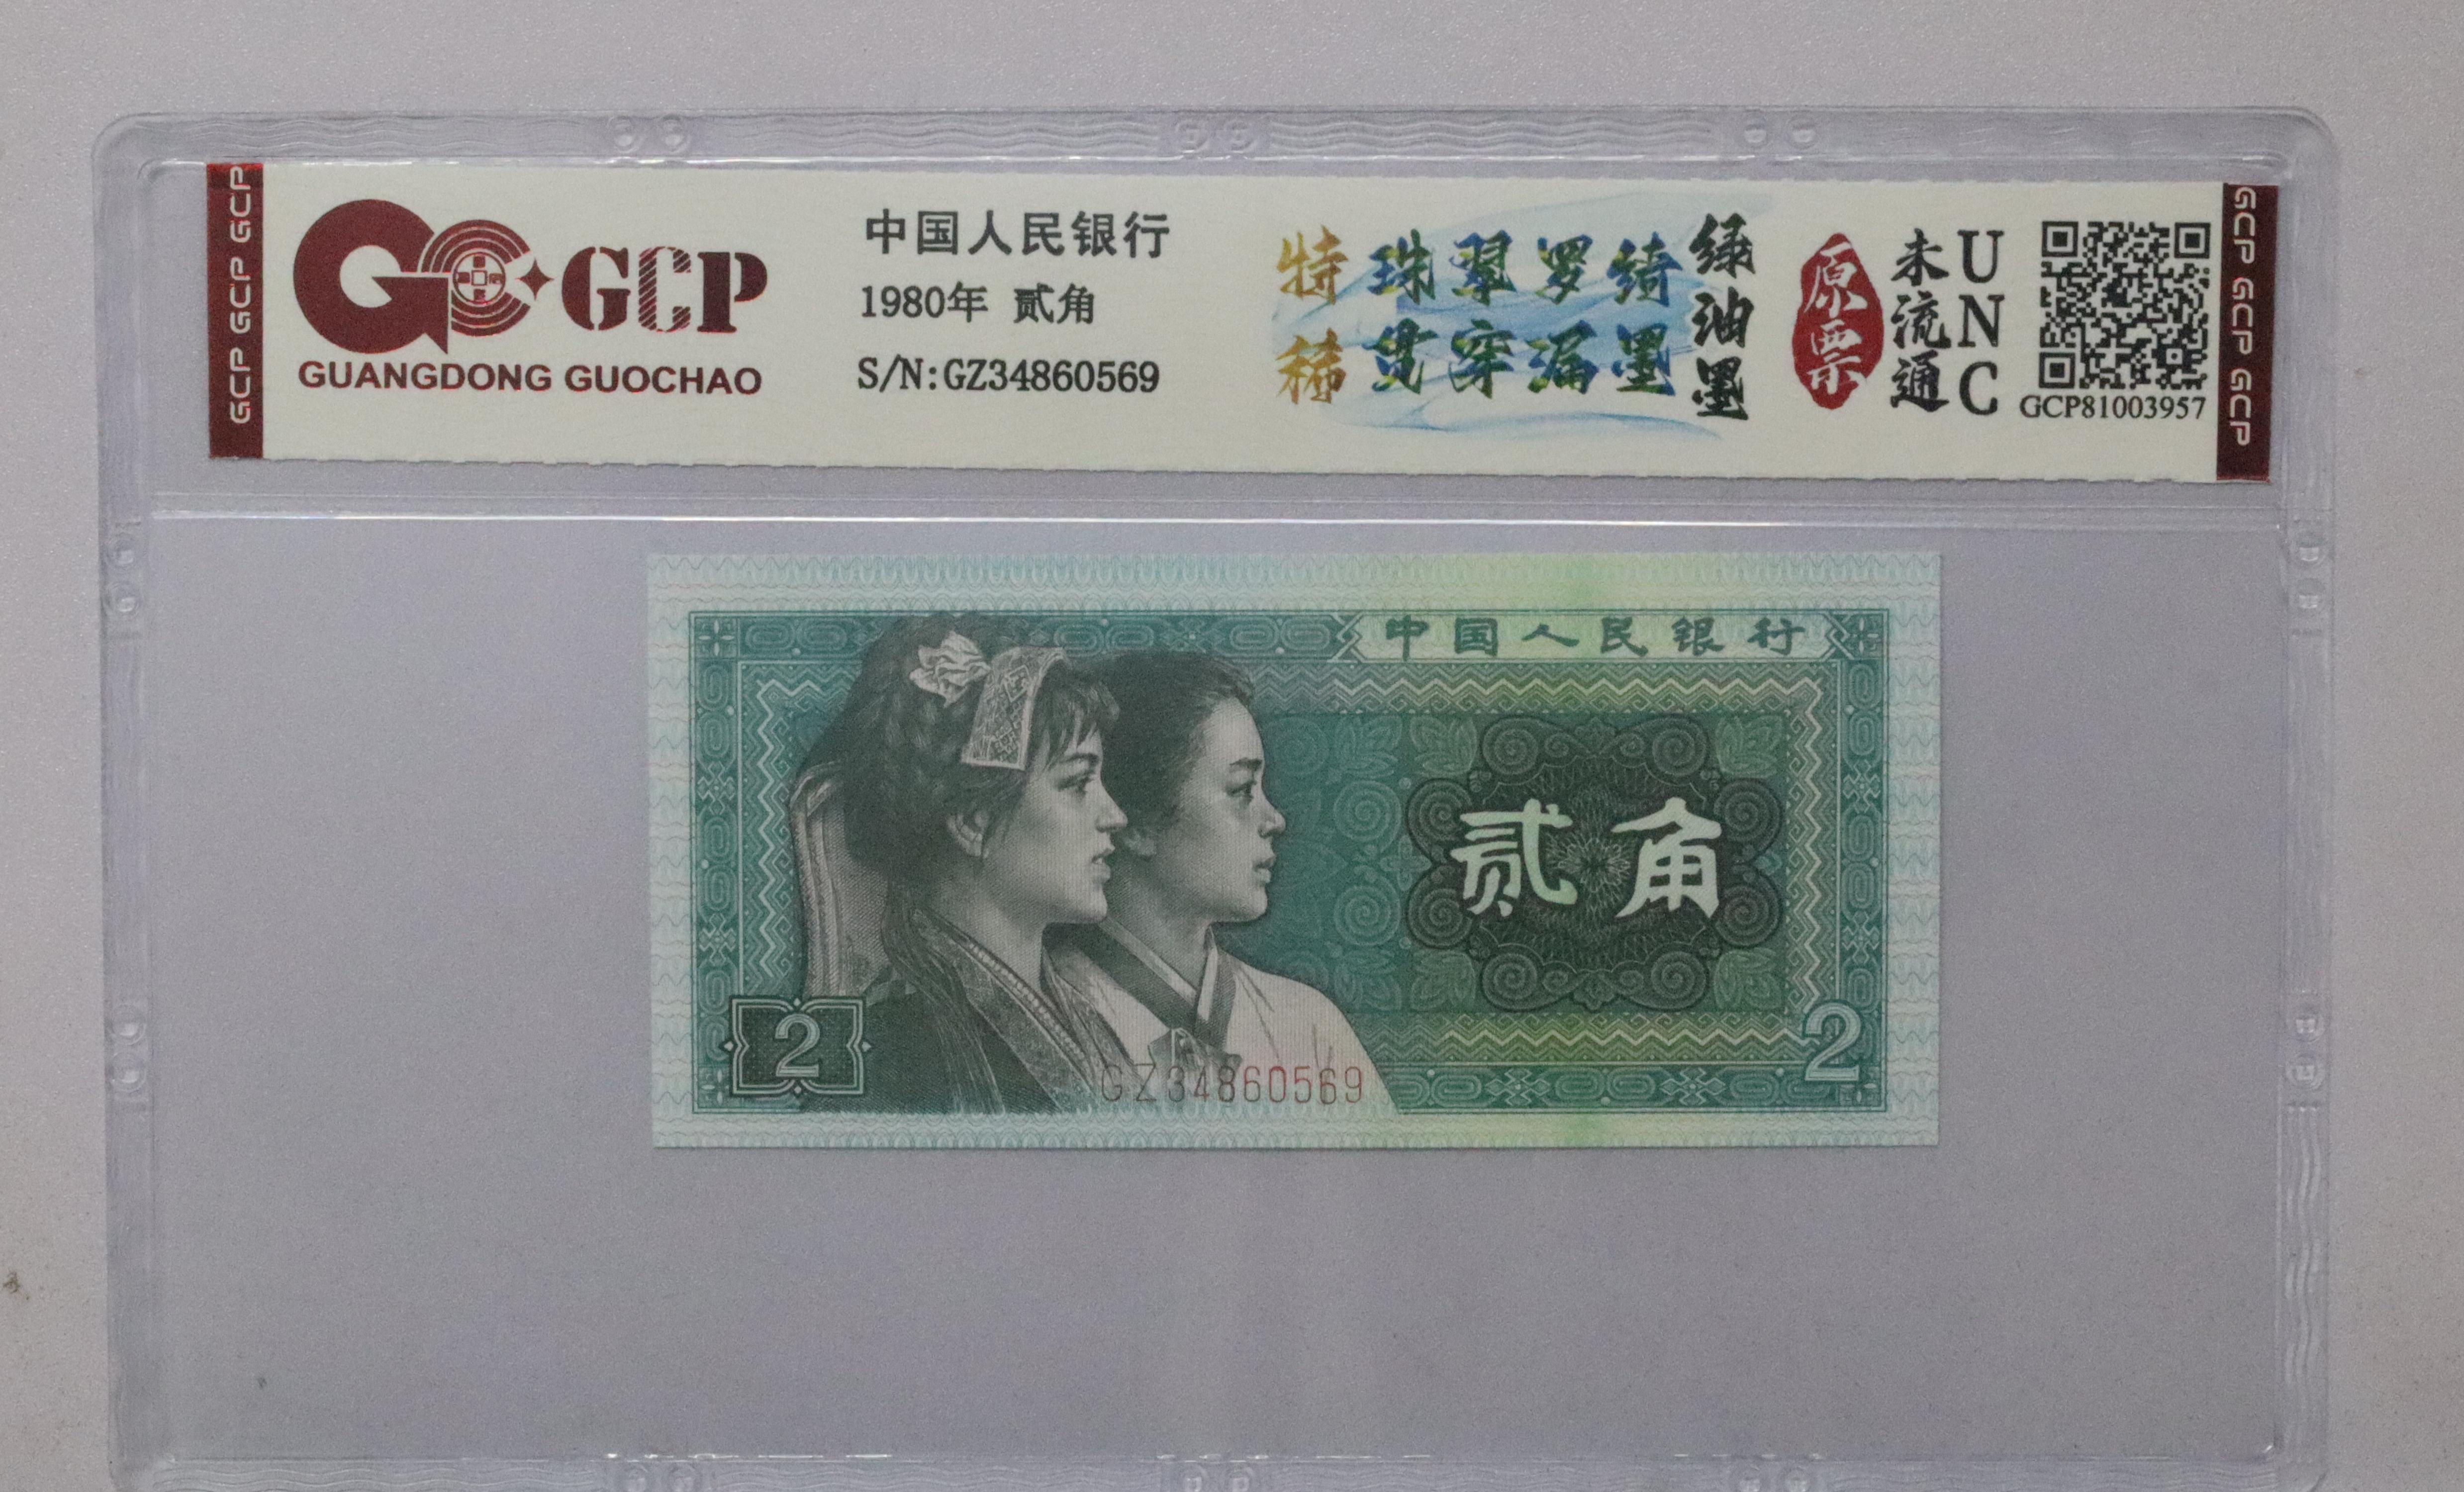 GCP GCP GCP
GCP
GUANGDONG GUOCHAO
中国人民银行
1980年 贰角
S/N:GZ34860569
特稀
珠翠罗绮
贯穿漏墨
绿油墨
原票
未流通
UNC
GCP81003957
GCP GCP GCP
中国人民银行
贰角
2
2
GZ34860569